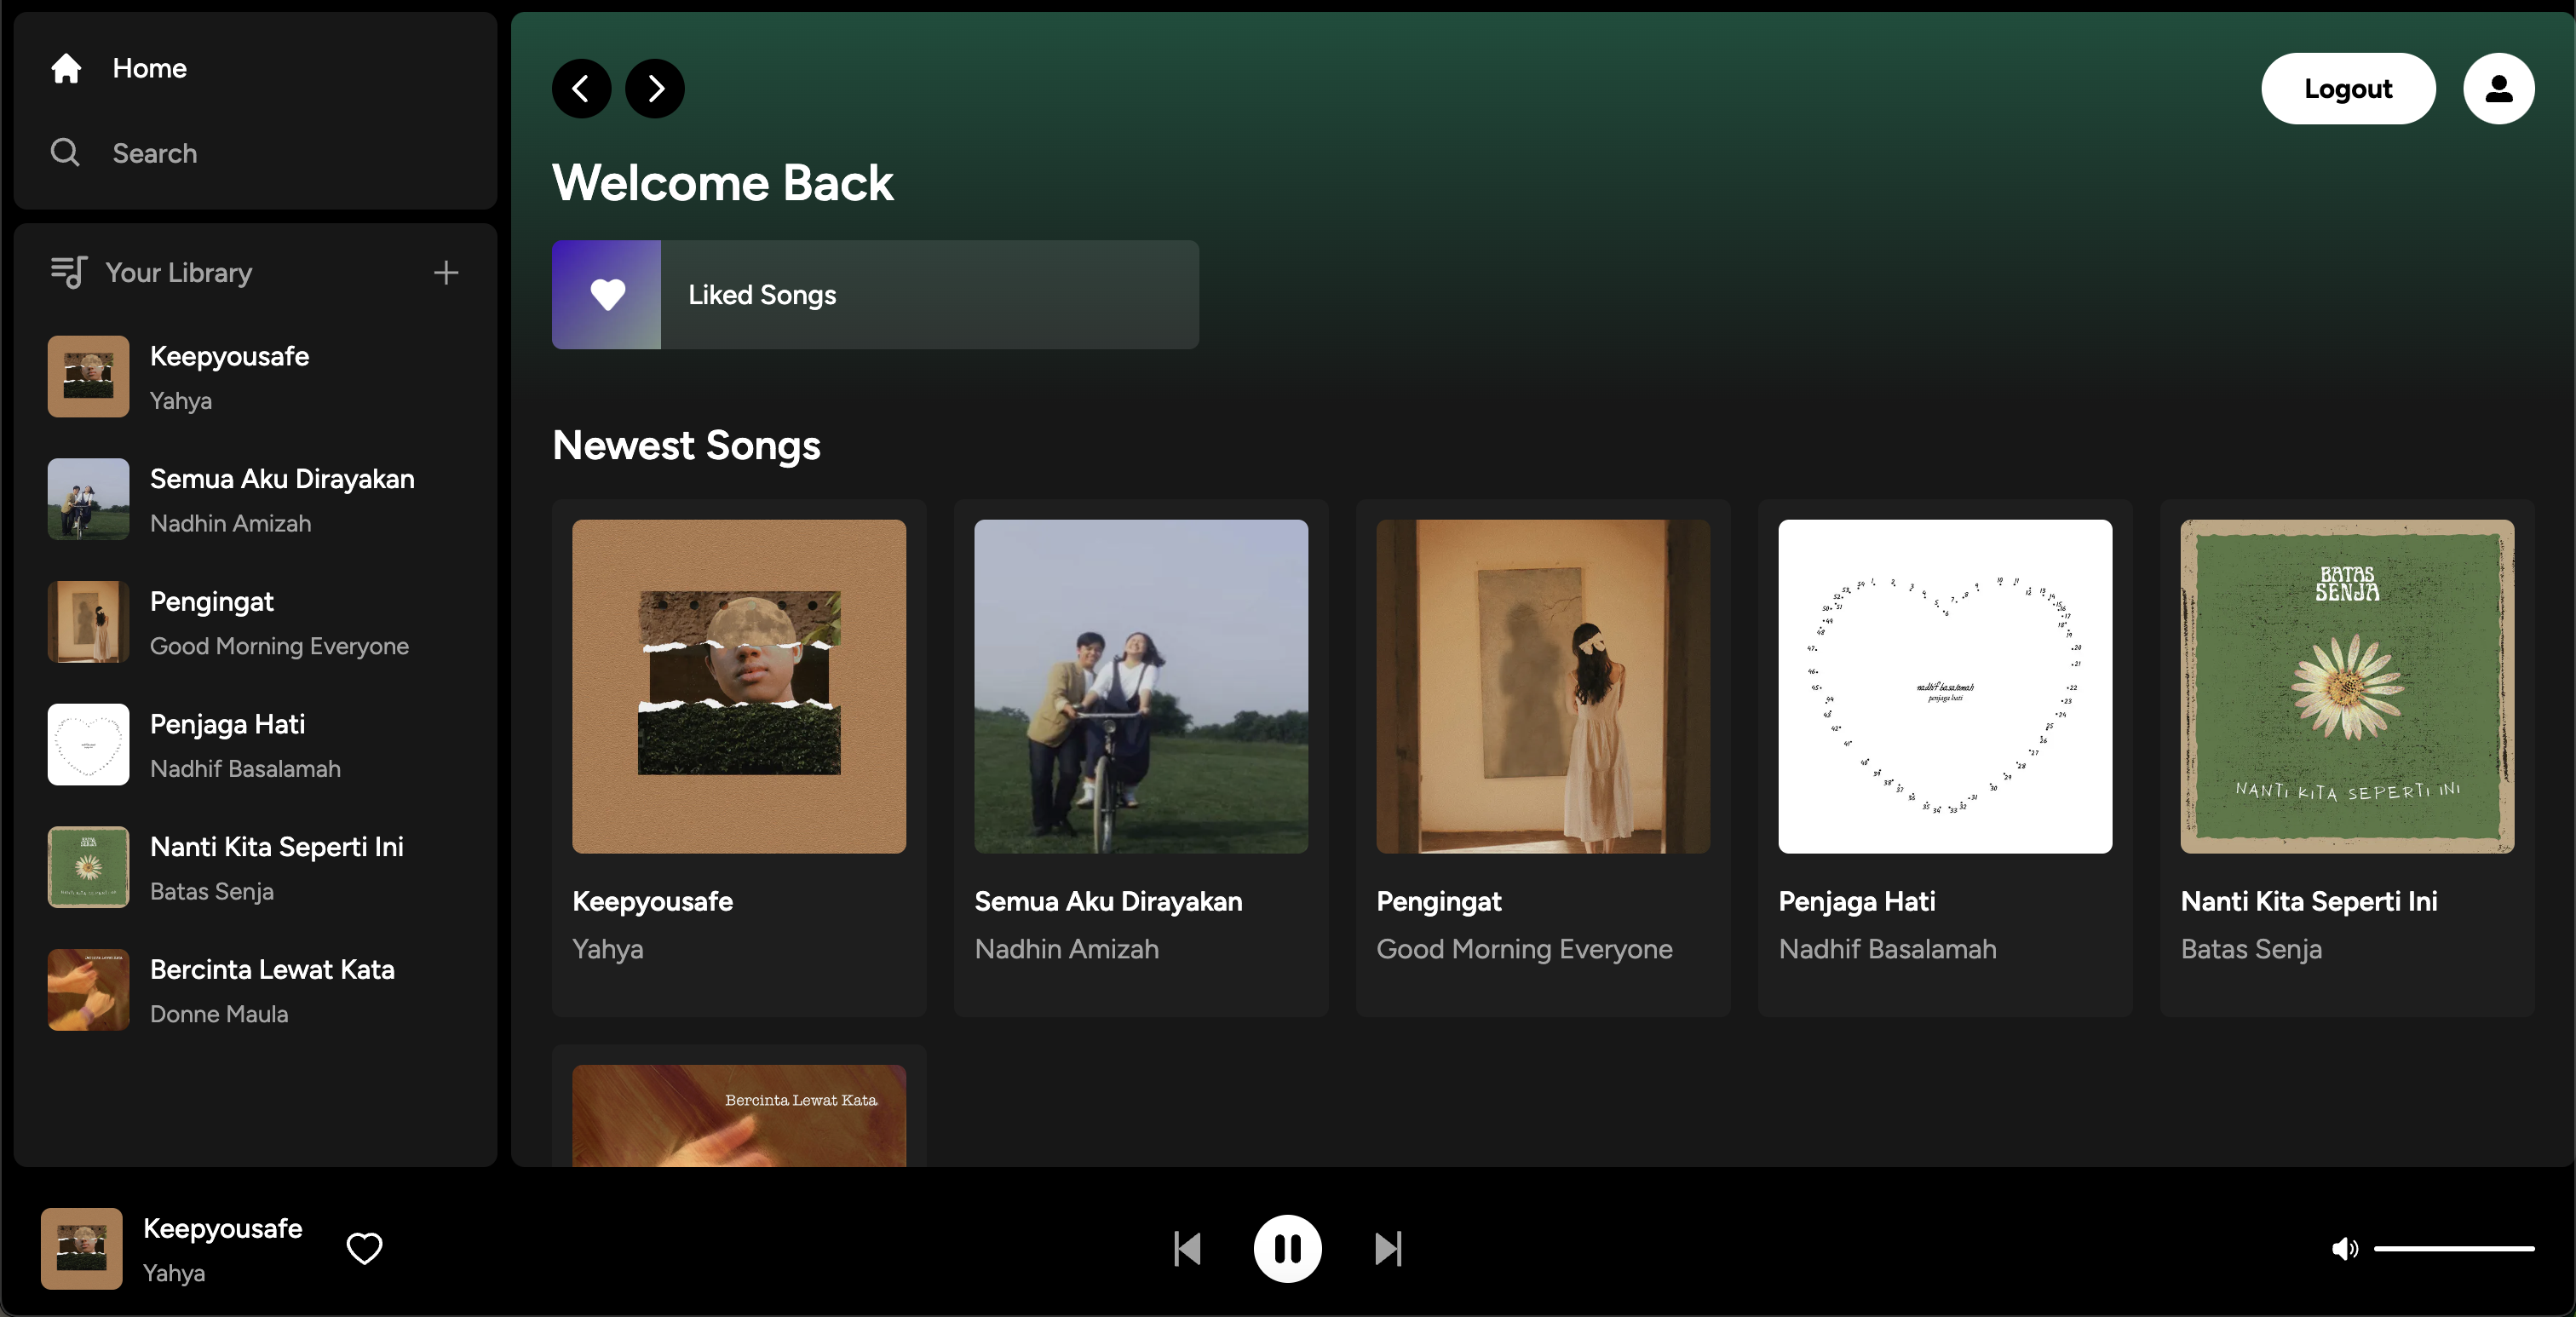 Home
Search
Your Library
Keepyousafe
Yahya
Semua Aku Dirayakan
Nadhin Amizah
Pengingat
Good Morning Everyone
Penjaga Hati
Nadhif Basalamah
Nanti Kita Seperti Ini
Batas Senja
Bercinta Lewat Kata
Donne Maula
Logout
Welcome Back
Liked Songs
Newest Songs
nadhif basalamah
penjaga hati
BATAS
SENJA
NANTI KITA SEPERTI INI
Keepyousafe
Yahya
Semua Aku Dirayakan
Nadhin Amizah
Pengingat
Good Morning Everyone
Penjaga Hati
Nadhif Basalamah
Nanti Kita Seperti Ini
Batas Senja
Bercinta Lewat Kata
Keepyousafe
Yahya